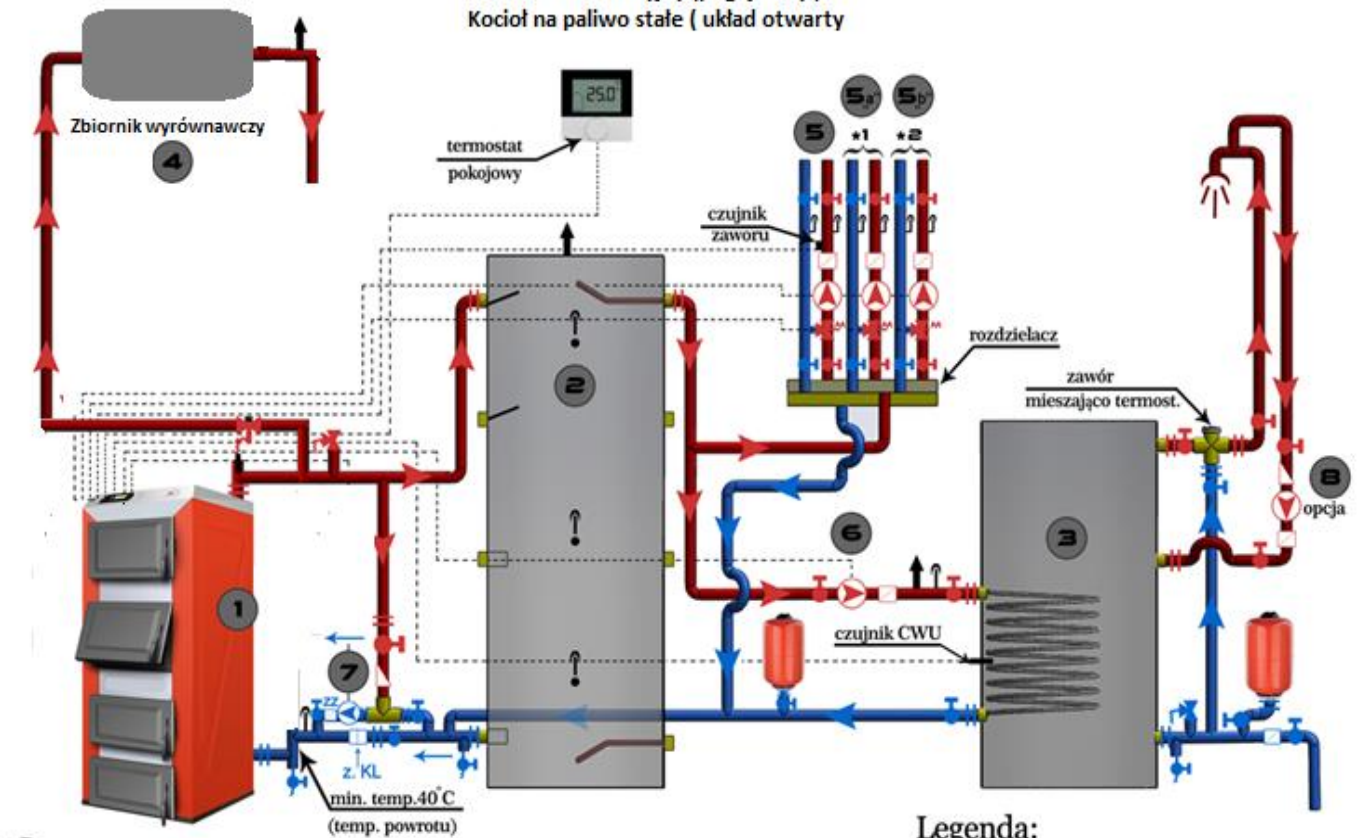 Kocioł na paliwo stałe ( układ otwarty
Zbiornik wyrównawczy
4
termostat
pokojowy
25.0°
5
5„a”
5„b”
*1
*2
czujnik
zaworu
rozdzielacz
zawór
mieszająco termost.
2
1
3
6
8
opcja
czujnik CWU
7
zz
z. KL
min. temp.40°C
(temp. powrotu)
Legenda: